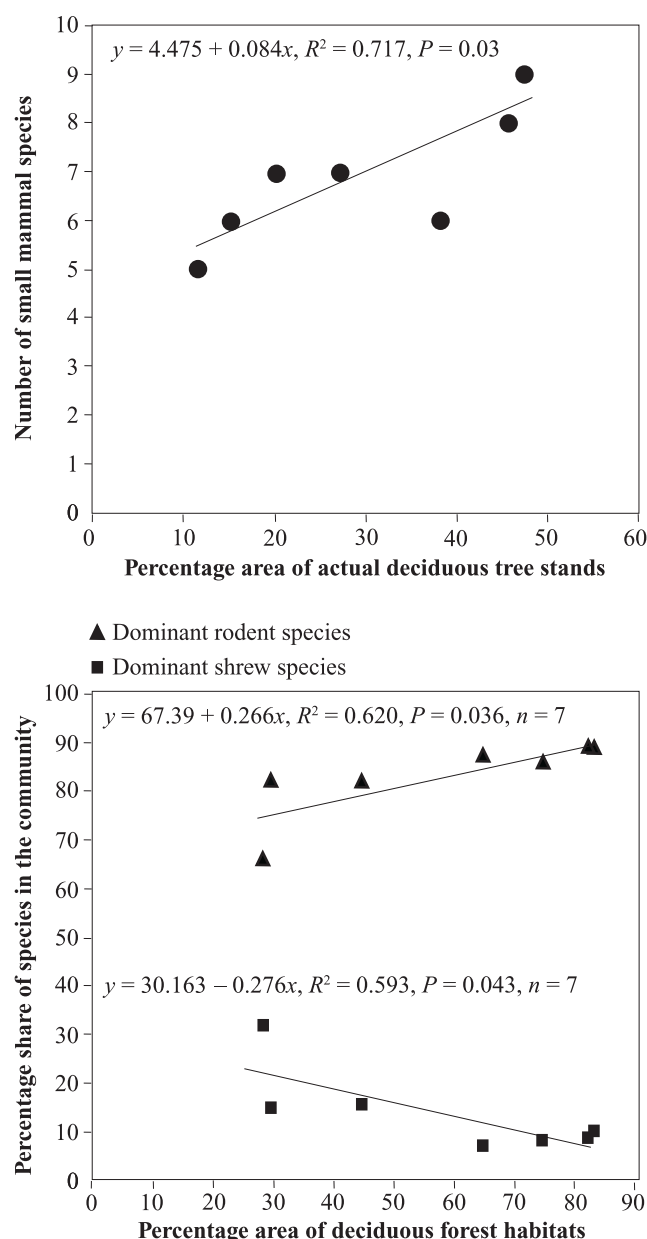 10
y = 4.475 + 0.084x, R² = 0.717, P = 0.03
9
8
7
6
5
4
3
2
1
0
Number of small mammal species
0 10 20 30 40 50 60
Percentage area of actual deciduous tree stands
▲ Dominant rodent species
■ Dominant shrew species
100
y = 67.39 + 0.266x, R² = 0.620, P = 0.036, n = 7
90
80
70
60
50
40
y = 30.163 – 0.276x, R² = 0.593, P = 0.043, n = 7
30
20
10
0
Percentage share of species in the community
0 10 20 30 40 50 60 70 80 90
Percentage area of deciduous forest habitats